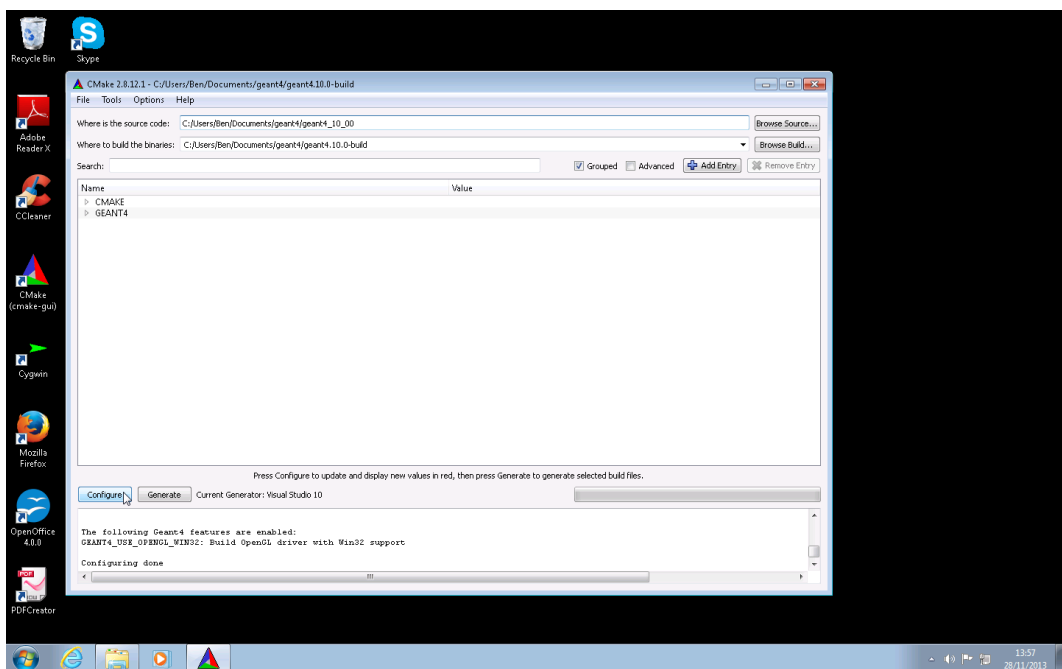 Recycle Bin
Skype
Adobe
Reader X
CCleaner
CMake
(cmake-gui)
Cygwin
Mozilla
Firefox
OpenOffice
4.0.0
PDF
PDFCreator
CMake 2.8.12.1 - C:/Users/Ben/Documents/geant4/geant4.10.0-build
File Tools Options Help
Where is the source code: C:/Users/Ben/Documents/geant4/geant4_10_00 Browse Source...
Where to build the binaries: C:/Users/Ben/Documents/geant4/geant4.10.0-build Browse Build...
Search: Grouped Advanced Add Entry Remove Entry
Name Value
CMAKE
GEANT4
Press Configure to update and display new values in red, then press Generate to generate selected build files.
Configure Generate Current Generator: Visual Studio 10
The following Geant4 features are enabled:
GEANT4_USE_OPENGL_WIN32: Build OpenGL driver with Win32 support
Configuring done
13:57
28/11/2013